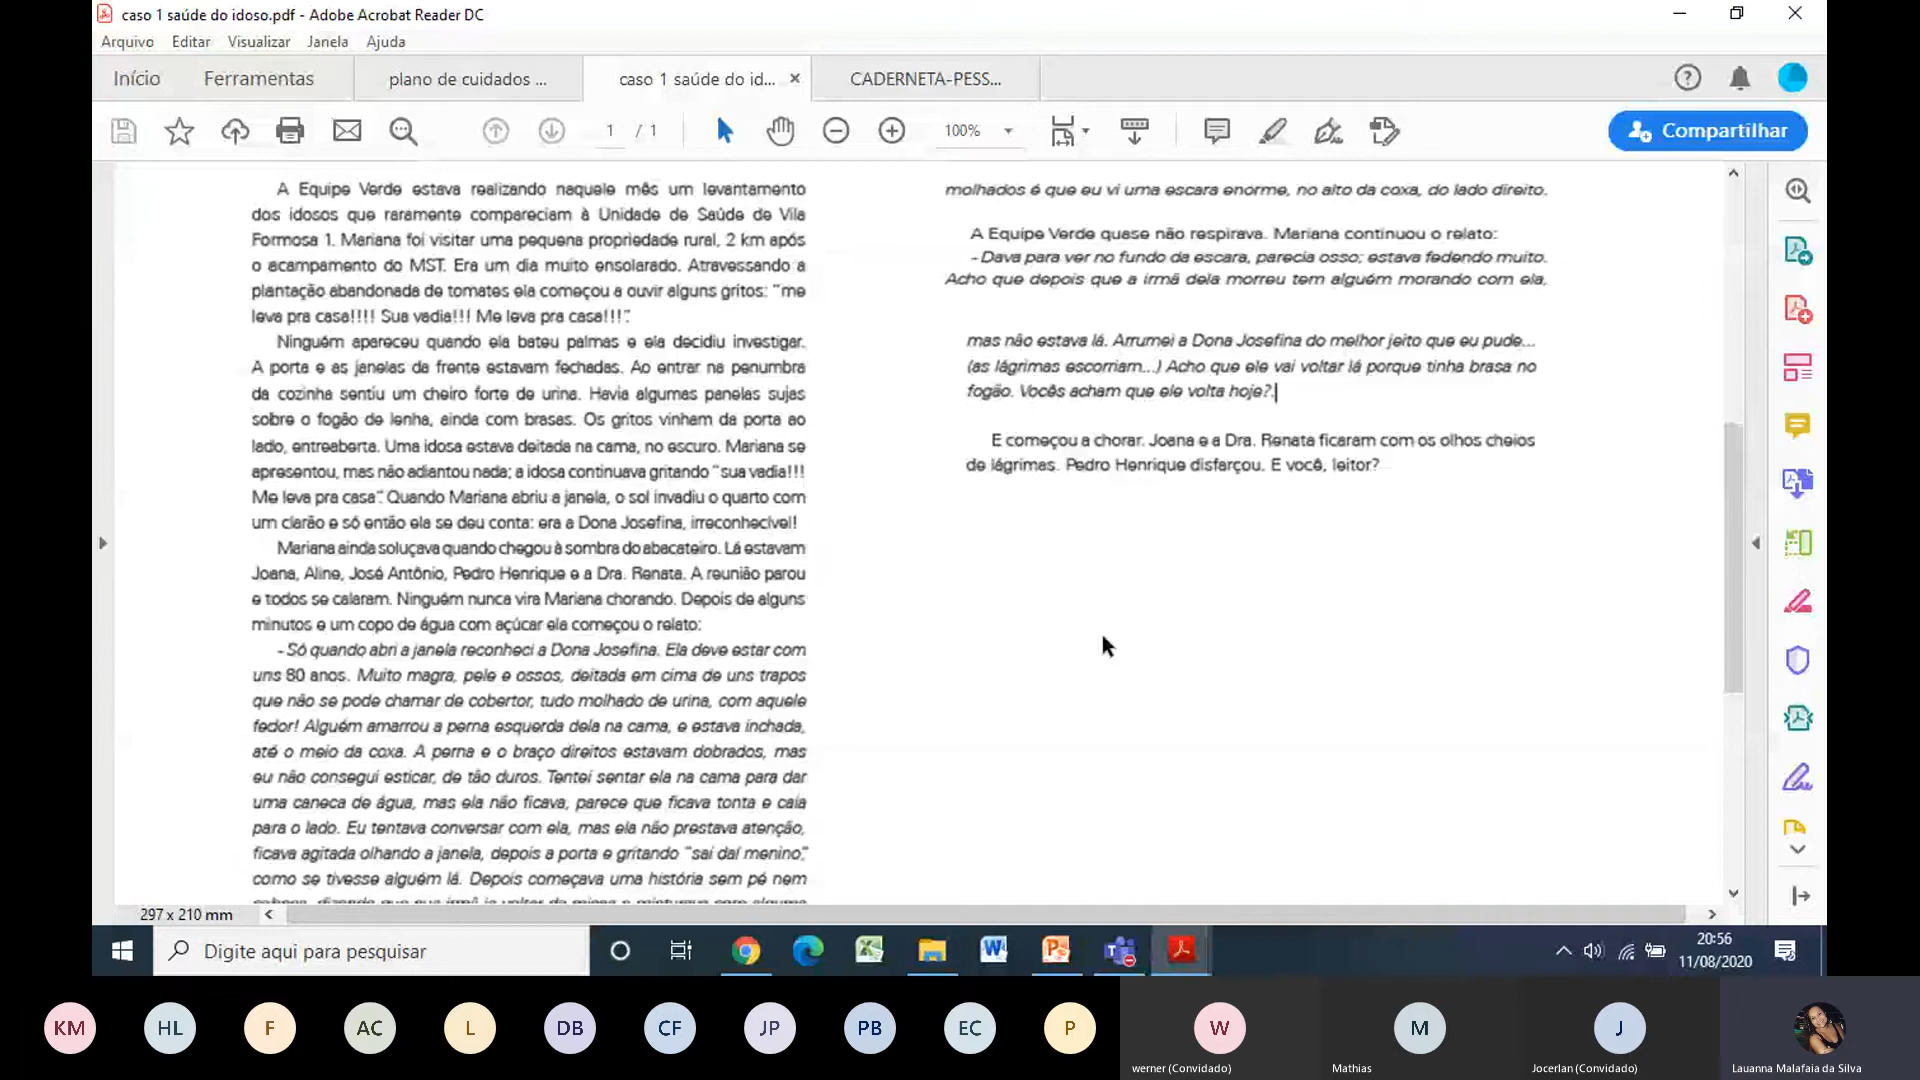 caso 1 saúde do idoso.pdf - Adobe Acrobat Reader DC
Arquivo Editar Visualizar Janela Ajuda
Início Ferramentas plano de cuidados ... caso 1 saúde do id... CADERNETA-PESS...
1 / 1 100% Compartilhar
A Equipe Verde estava realizando naquele mês um levantamento
dos idosos que raramente compareciam à Unidade de Saúde de Vila
Formosa 1. Mariana foi visitar uma pequena propriedade rural, 2 km após
o acampamento do MST. Era um dia muito ensolarado. Atravessando a
plantação abandonada de tomates ela começou a ouvir alguns gritos: "me
leva pra casa!!!! Sua vadia!!! Me leva pra casa!!!".
Ninguém apareceu quando ela bateu palmas e ela decidiu investigar.
A porta e as janelas da frente estavam fechadas. Ao entrar na penumbra
da cozinha sentiu um cheiro forte de urina. Havia algumas panelas sujas
sobre o fogão de lenha, ainda com brasas. Os gritos vinham da porta ao
lado, entreaberta. Uma idosa estava deitada na cama, no escuro. Mariana se
apresentou, mas não adiantou nada; a idosa continuava gritando "sua vadia!!!
Me leva pra casa". Quando Mariana abriu a janela, o sol invadiu o quarto com
um clarão e só então ela se deu conta: era a Dona Josefina, irreconhecível!
Mariana ainda soluçava quando chegou à sombra do abacateiro. Lá estavam
Joana, Aline, José Antônio, Pedro Henrique e a Dra. Renata. A reunião parou
e todos se calaram. Ninguém nunca vira Mariana chorando. Depois de alguns
minutos e um copo de água com açúcar ela começou o relato:
- Só quando abri a janela reconheci a Dona Josefina. Ela deve estar com
uns 80 anos. Muito magra, pele e ossos, deitada em cima de uns trapos
que não se pode chamar de cobertor, tudo molhado de urina, com aquele
fedor! Alguém amarrou a perna esquerda dela na cama, e estava inchada,
até o meio da coxa. A perna e o braço direitos estavam dobrados, mas
eu não consegui esticar, de tão duros. Tentei sentar ela na cama para dar
uma caneca de água, mas ela não ficava, parece que ficava tonta e caía
para o lado. Eu tentava conversar com ela, mas ela não prestava atenção,
ficava agitada olhando a janela, depois a porta e gritando "sai daí menino",
como se tivesse alguém lá. Depois começava uma história sem pé nem
molhados é que eu vi uma escara enorme, no alto da coxa, do lado direito.
A Equipe Verde quase não respirava. Mariana continuou o relato:
- Dava para ver no fundo da escara, parecia osso; estava fedendo muito.
Acho que depois que a irmã dela morreu tem alguém morando com ela,
mas não estava lá. Arrumei a Dona Josefina do melhor jeito que eu pude...
(as lágrimas escorriam...) Acho que ele vai voltar lá porque tinha brasa no
fogão. Vocês acham que ele volta hoje?.
E começou a chorar. Joana e a Dra. Renata ficaram com os olhos cheios
de lágrimas. Pedro Henrique disfarçou. E você, leitor?
297 x 210 mm
Digite aqui para pesquisar
20:56
11/08/2020
KM HL F AC L DB CF JP PB EC P W M J
werner (Convidado) Mathias Jocerlan (Convidado) Lauanna Malafaia da Silva